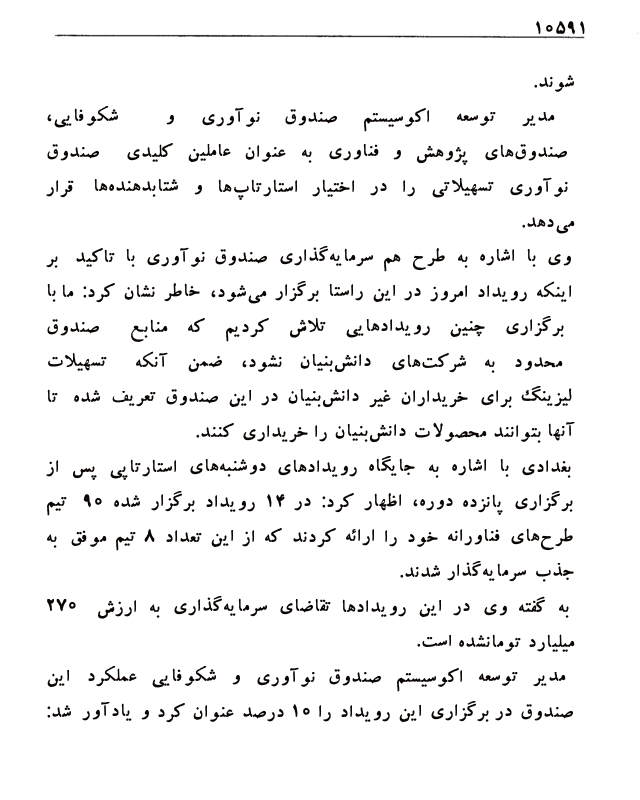 ۱۰۵۹۱
شوند.
مدیر توسعه اکوسیستم صندوق نوآوری و شکوفایی،
صندوق‌های پژوهش و فناوری به عنوان عاملین کلیدی صندوق
نوآوری تسهیلاتی را در اختیار استارتاپ‌ها و شتابدهنده‌ها قرار
می‌دهد.
وی با اشاره به طرح هم سرمایه‌گذاری صندوق نوآوری با تاکید بر
اینکه رویداد امروز در این راستا برگزار می‌شود، خاطر نشان کرد: ما با
برگزاری چنین رویدادهایی تلاش کردیم که منابع صندوق
محدود به شرکت‌های دانش‌بنیان نشود، ضمن آنکه تسهیلات
لیزینگ برای خریداران غیر دانش‌بنیان در این صندوق تعریف شده تا
آنها بتوانند محصولات دانش‌بنیان را خریداری کنند.
بغدادی با اشاره به جایگاه رویدادهای دوشنبه‌های استارتاپی پس از
برگزاری پانزده دوره، اظهار کرد: در ۱۴ رویداد برگزار شده ۹۰ تیم
طرح‌های فناورانه خود را ارائه کردند که از این تعداد ۸ تیم موفق به
جذب سرمایه‌گذار شدند.
به گفته وی در این رویدادها تقاضای سرمایه‌گذاری به ارزش ۲۷۰
میلیارد تومانشده است.
مدیر توسعه اکوسیستم صندوق نوآوری و شکوفایی عملکرد این
صندوق در برگزاری این رویداد را ۱۰ درصد عنوان کرد و یادآور شد: